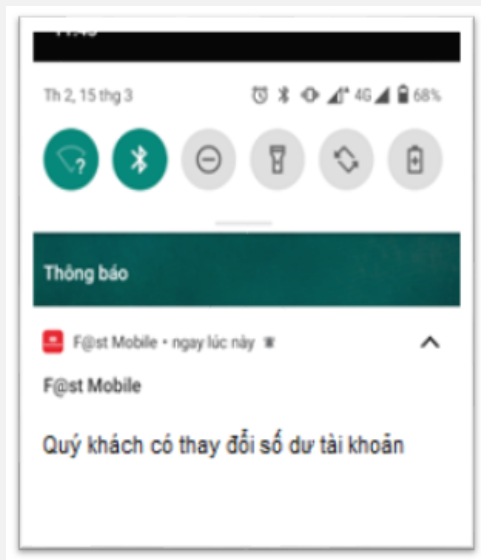 Th 2, 15 thg 3 4G 68%
Thông báo
F@st Mobile • ngay lúc này
F@st Mobile
Quý khách có thay đổi số dư tài khoản